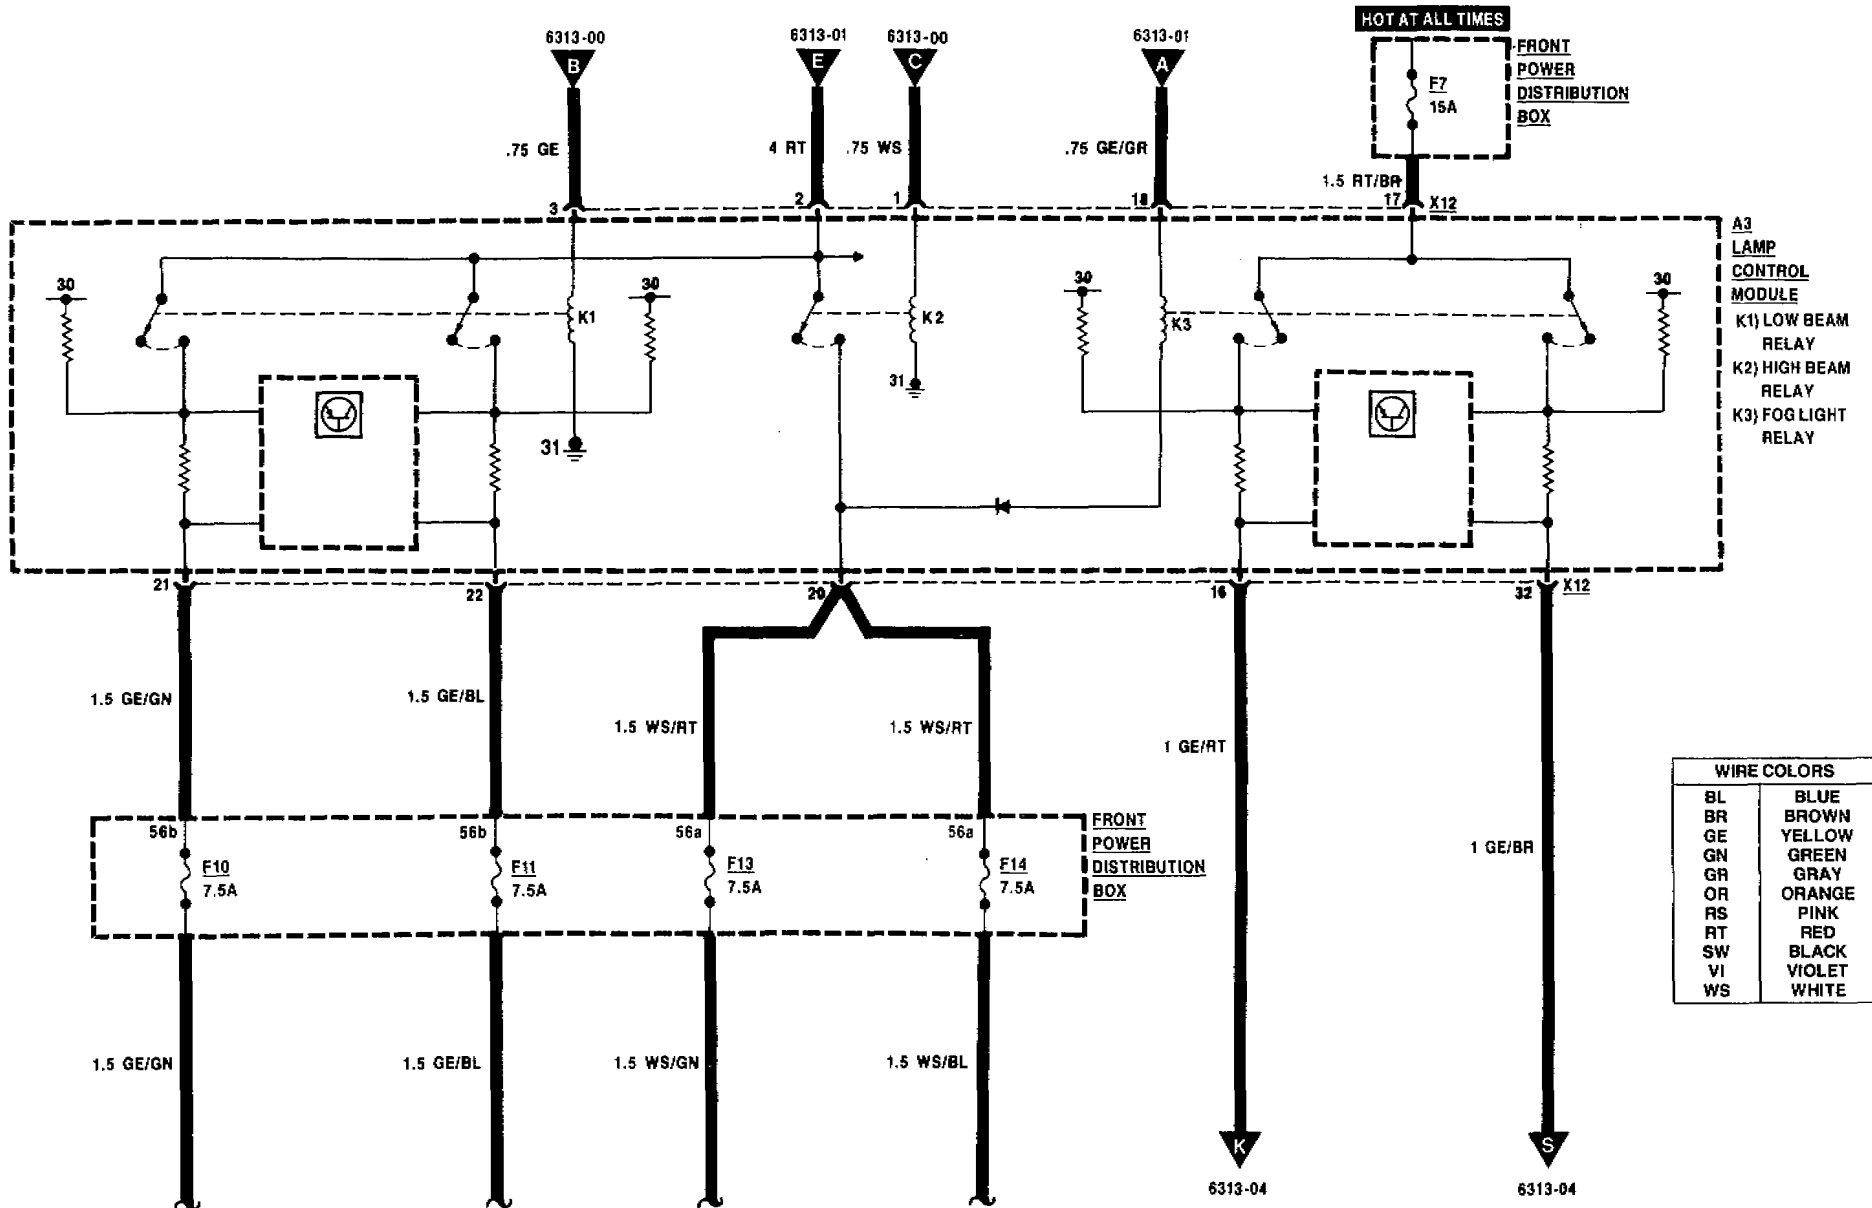 HOT AT ALL TIMES
6313-00
6313-01
6313-00
6313-01
B
E
C
A
FRONT
POWER
DISTRIBUTION
BOX
F7
15A
.75 GE
4 RT
.75 WS
.75 GE/GR
1.5 RT/BR
3
2
1
18
17
X12
A3
LAMP
CONTROL
MODULE
K1) LOW BEAM
RELAY
K2) HIGH BEAM
RELAY
K3) FOG LIGHT
RELAY
30
30
30
30
K1
K2
K3
31
31
21
22
20
16
32
X12
1.5 GE/GN
1.5 GE/BL
1.5 WS/RT
1.5 WS/RT
1 GE/RT
1 GE/BR
56b
56b
56a
56a
F10
7.5A
F11
7.5A
F13
7.5A
F14
7.5A
FRONT
POWER
DISTRIBUTION
BOX
WIRE COLORS
BL BLUE
BR BROWN
GE YELLOW
GN GREEN
GR GRAY
OR ORANGE
RS PINK
RT RED
SW BLACK
VI VIOLET
WS WHITE
1.5 GE/GN
1.5 GE/BL
1.5 WS/GN
1.5 WS/BL
K
S
6313-04
6313-04